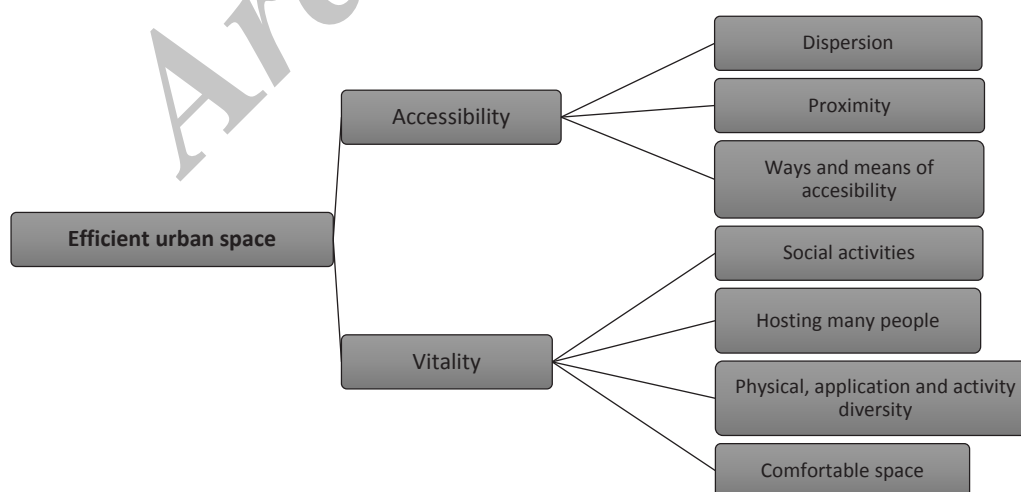 Efficient urban space
Accessibility
Dispersion
Proximity
Ways and means of
accesibility
Vitality
Social activities
Hosting many people
Physical, application and activity
diversity
Comfortable space